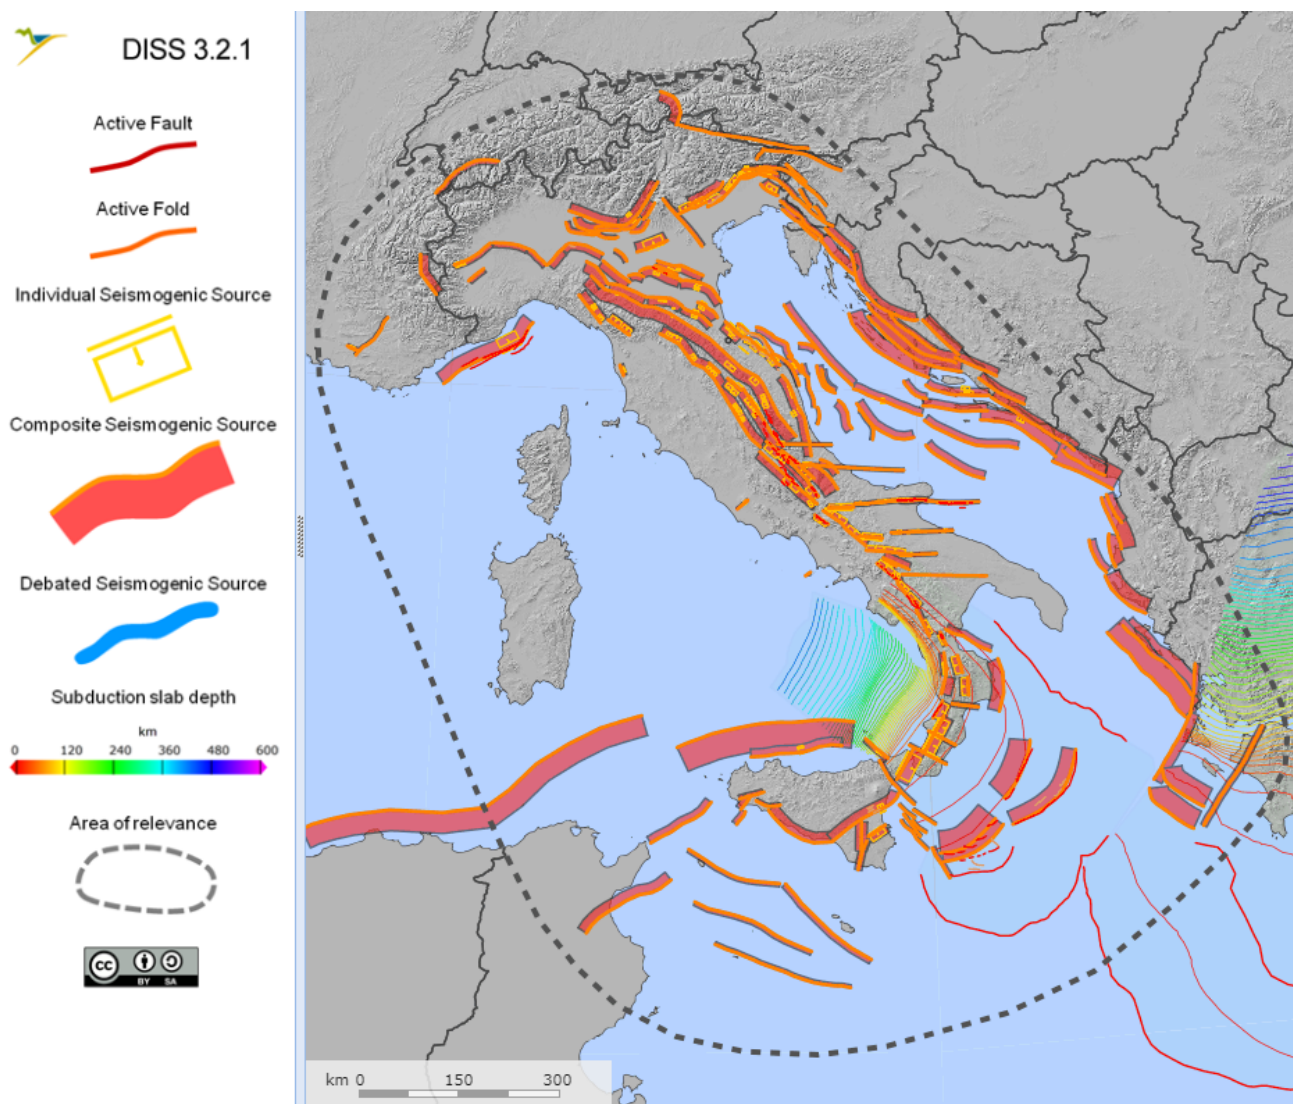 DISS 3.2.1
Active Fault
Active Fold
Individual Seismogenic Source
Composite Seismogenic Source
Debated Seismogenic Source
Subduction slab depth
km
0 120 240 360 480 600
Area of relevance
cc
BY SA
km 0 150 300